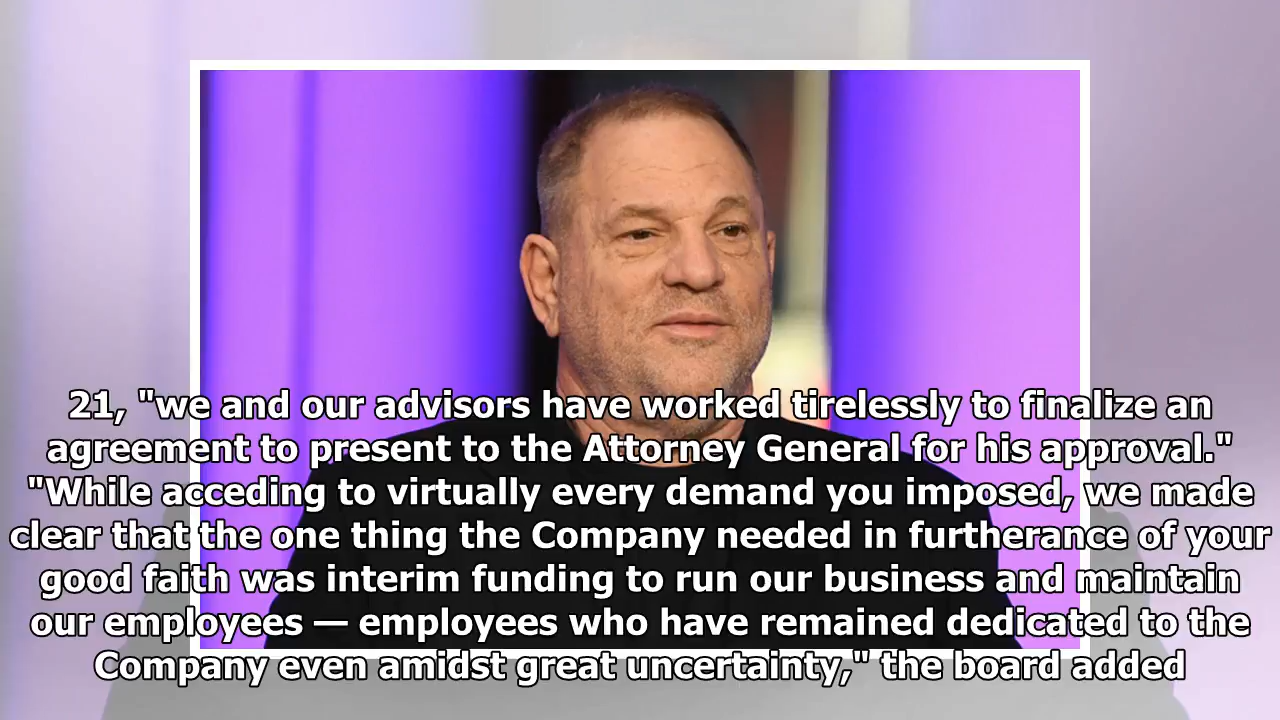 21, "we and our advisors have worked tirelessly to finalize an
agreement to present to the Attorney General for his approval."
"While acceding to virtually every demand you imposed, we made
clear that the one thing the Company needed in furtherance of your
good faith was interim funding to run our business and maintain
our employees — employees who have remained dedicated to the
Company even amidst great uncertainty," the board added